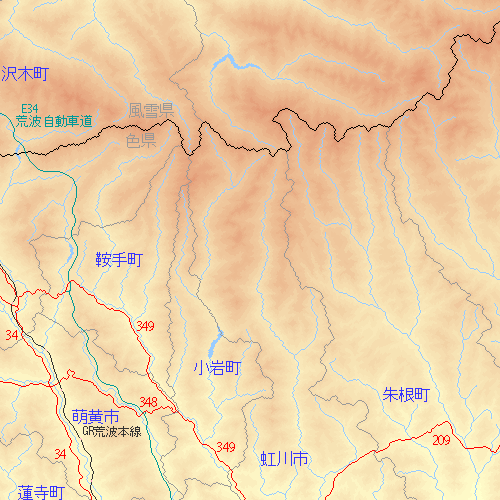 沢木町
E34
荒波自動車道
風雪県
色県
鞍手町
349
34
小岩町
朱根町
348
萌黄市
GR荒波本線
34
349
209
虹川市
蓮寺町